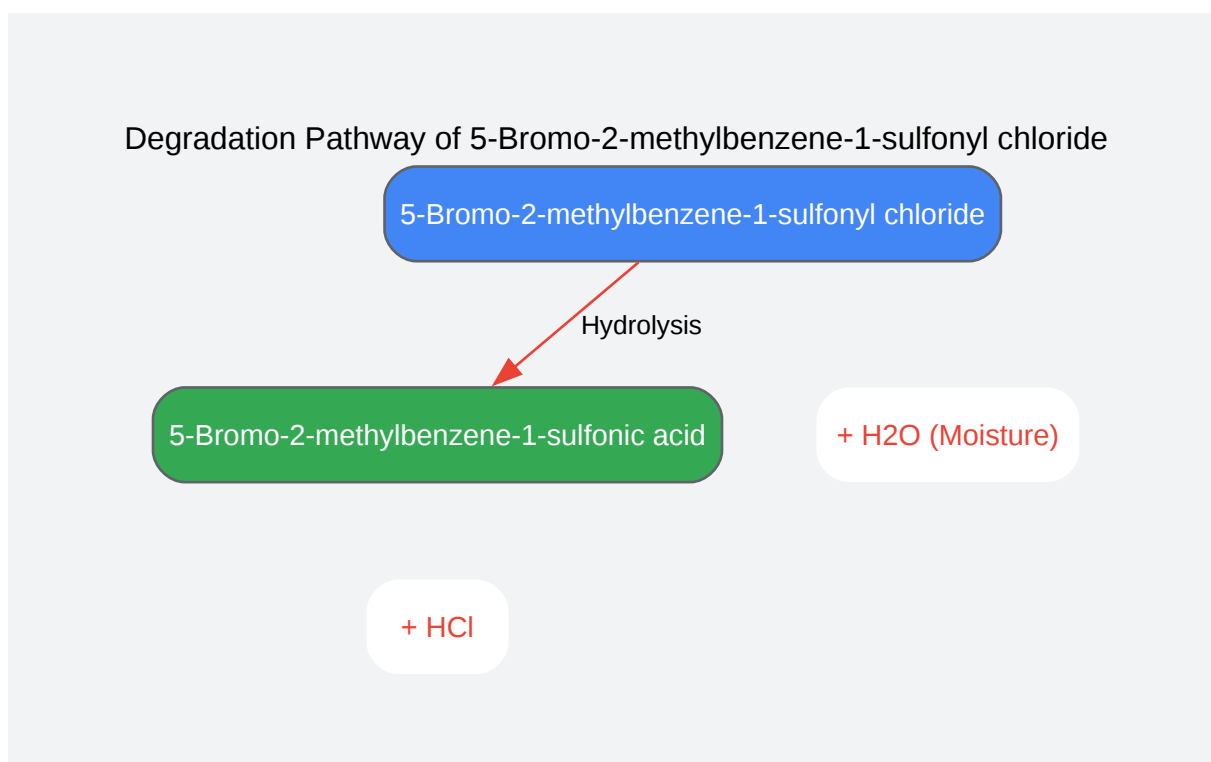 Degradation Pathway of 5-Bromo-2-methylbenzene-1-sulfonyl chloride
5-Bromo-2-methylbenzene-1-sulfonyl chloride
Hydrolysis
5-Bromo-2-methylbenzene-1-sulfonic acid
+ H2O (Moisture)
+ HCl